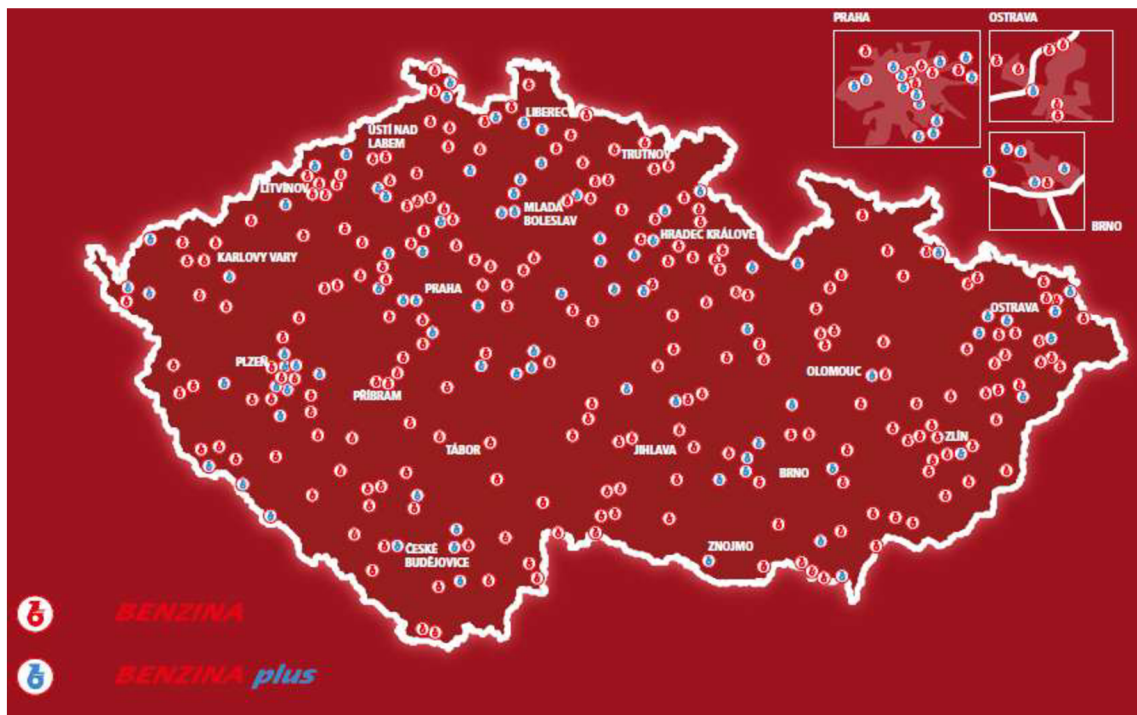 PRAHA
OSTRAVA
BRNO
LIBEREC
ÚSTÍ NAD
LABEM
TRUTNOV
LITVÍNOV
MLADÁ
BOLESLAV
HRADEC KRÁLOVÉ
KARLOVY VARY
PRAHA
OSTRAVA
PLZEŇ
OLOMOUC
PŘÍBRAM
TÁBOR
JIHLAVA
ZLÍN
BRNO
ČESKÉ
BUDĚJOVICE
ZNOJMO
BENZINA
BENZINA plus